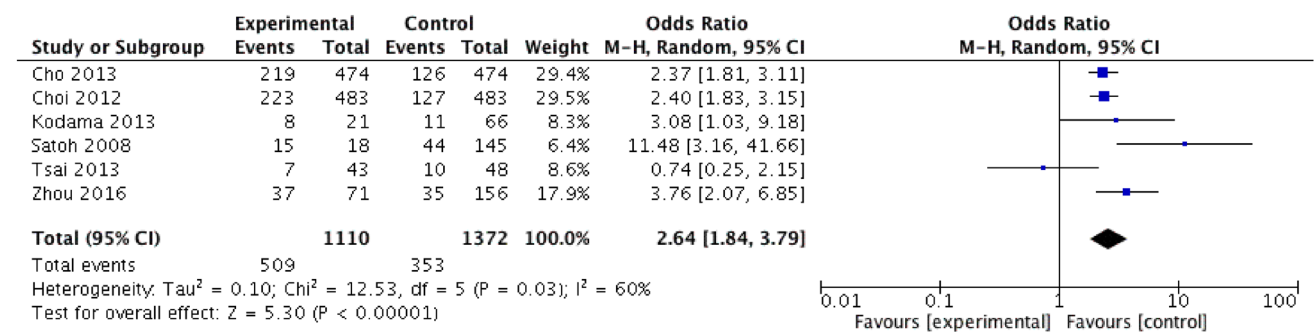 Experimental Control Odds Ratio Odds Ratio
Study or Subgroup Events Total Events Total Weight M-H, Random, 95% CI M-H, Random, 95% CI
Cho 2013 219 474 126 474 29.4% 2.37 [1.81, 3.11]
Choi 2012 223 483 127 483 29.5% 2.40 [1.83, 3.15]
Kodama 2013 8 21 11 66 8.3% 3.08 [1.03, 9.18]
Satoh 2008 15 18 44 145 6.4% 11.48 [3.16, 41.66]
Tsai 2013 7 43 10 48 8.6% 0.74 [0.25, 2.15]
Zhou 2016 37 71 35 156 17.9% 3.76 [2.07, 6.85]
Total (95% CI) 1110 1372 100.0% 2.64 [1.84, 3.79]
Total events 509 353
Heterogeneity: Tau² = 0.10; Chi² = 12.53, df = 5 (P = 0.03); I² = 60%
Test for overall effect: Z = 5.30 (P < 0.00001)
0.01 0.1 1 10 100
Favours [experimental] Favours [control]